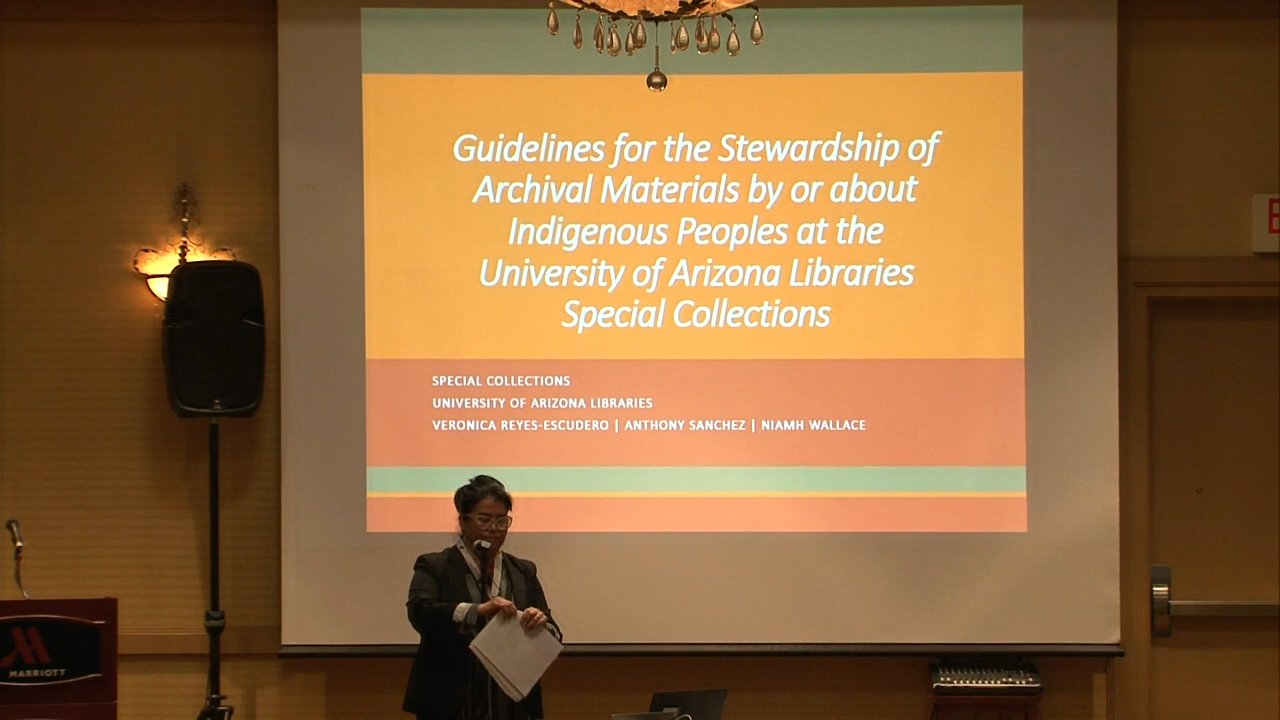 Guidelines for the Stewardship of
Archival Materials by or about
Indigenous Peoples at the
University of Arizona Libraries
Special Collections
SPECIAL COLLECTIONS
UNIVERSITY OF ARIZONA LIBRARIES
VERONICA REYES-ESCUDERO | ANTHONY SANCHEZ | NIAMH WALLACE
MARRIOTT